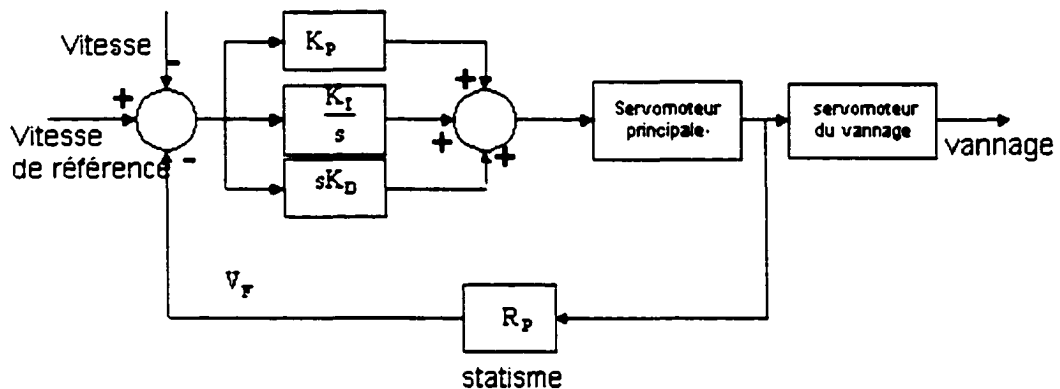 Vitesse
-
K_P
+
+
K_I
s
+
+
Servomoteur
principale.
servomoteur
du vannage
vannage
Vitesse
de référence
-
sK_D
V_F
R_P
statisme